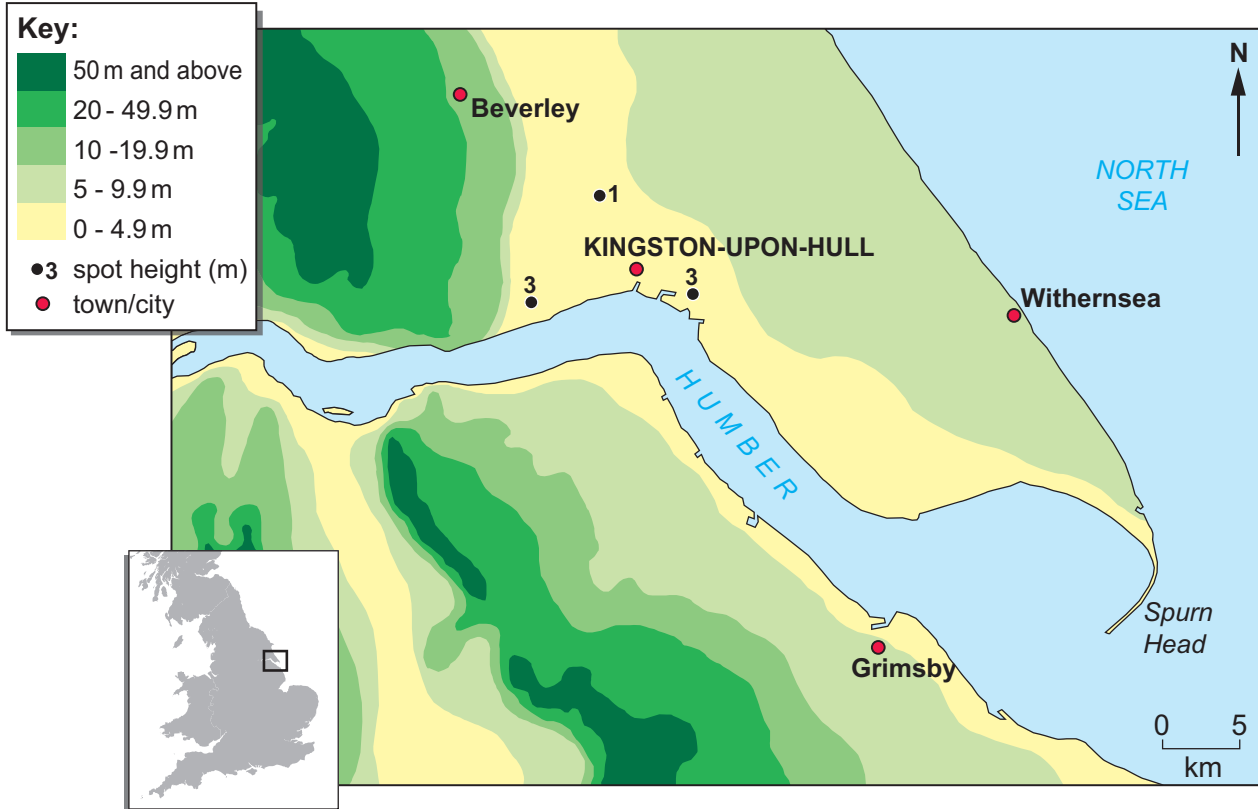 Key:
50 m and above
20 - 49.9 m
10 -19.9 m
5 - 9.9 m
0 - 4.9 m
3 spot height (m)
town/city
N
Beverley
NORTH
SEA
1
KINGSTON-UPON-HULL
3
3
Withernsea
HUMBER
Spurn
Head
Grimsby
0 5
km